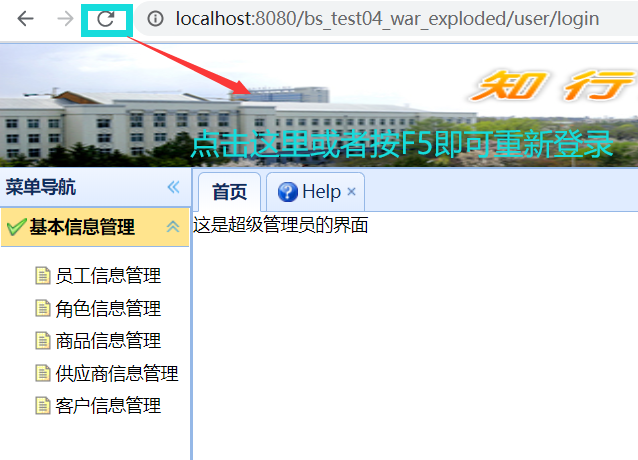 localhost:8080/bs_test04_war_exploded/user/login
知行
点击这里或者按F5即可重新登录
菜单导航
首页
Help
基本信息管理
这是超级管理员的界面
员工信息管理
角色信息管理
商品信息管理
供应商信息管理
客户信息管理